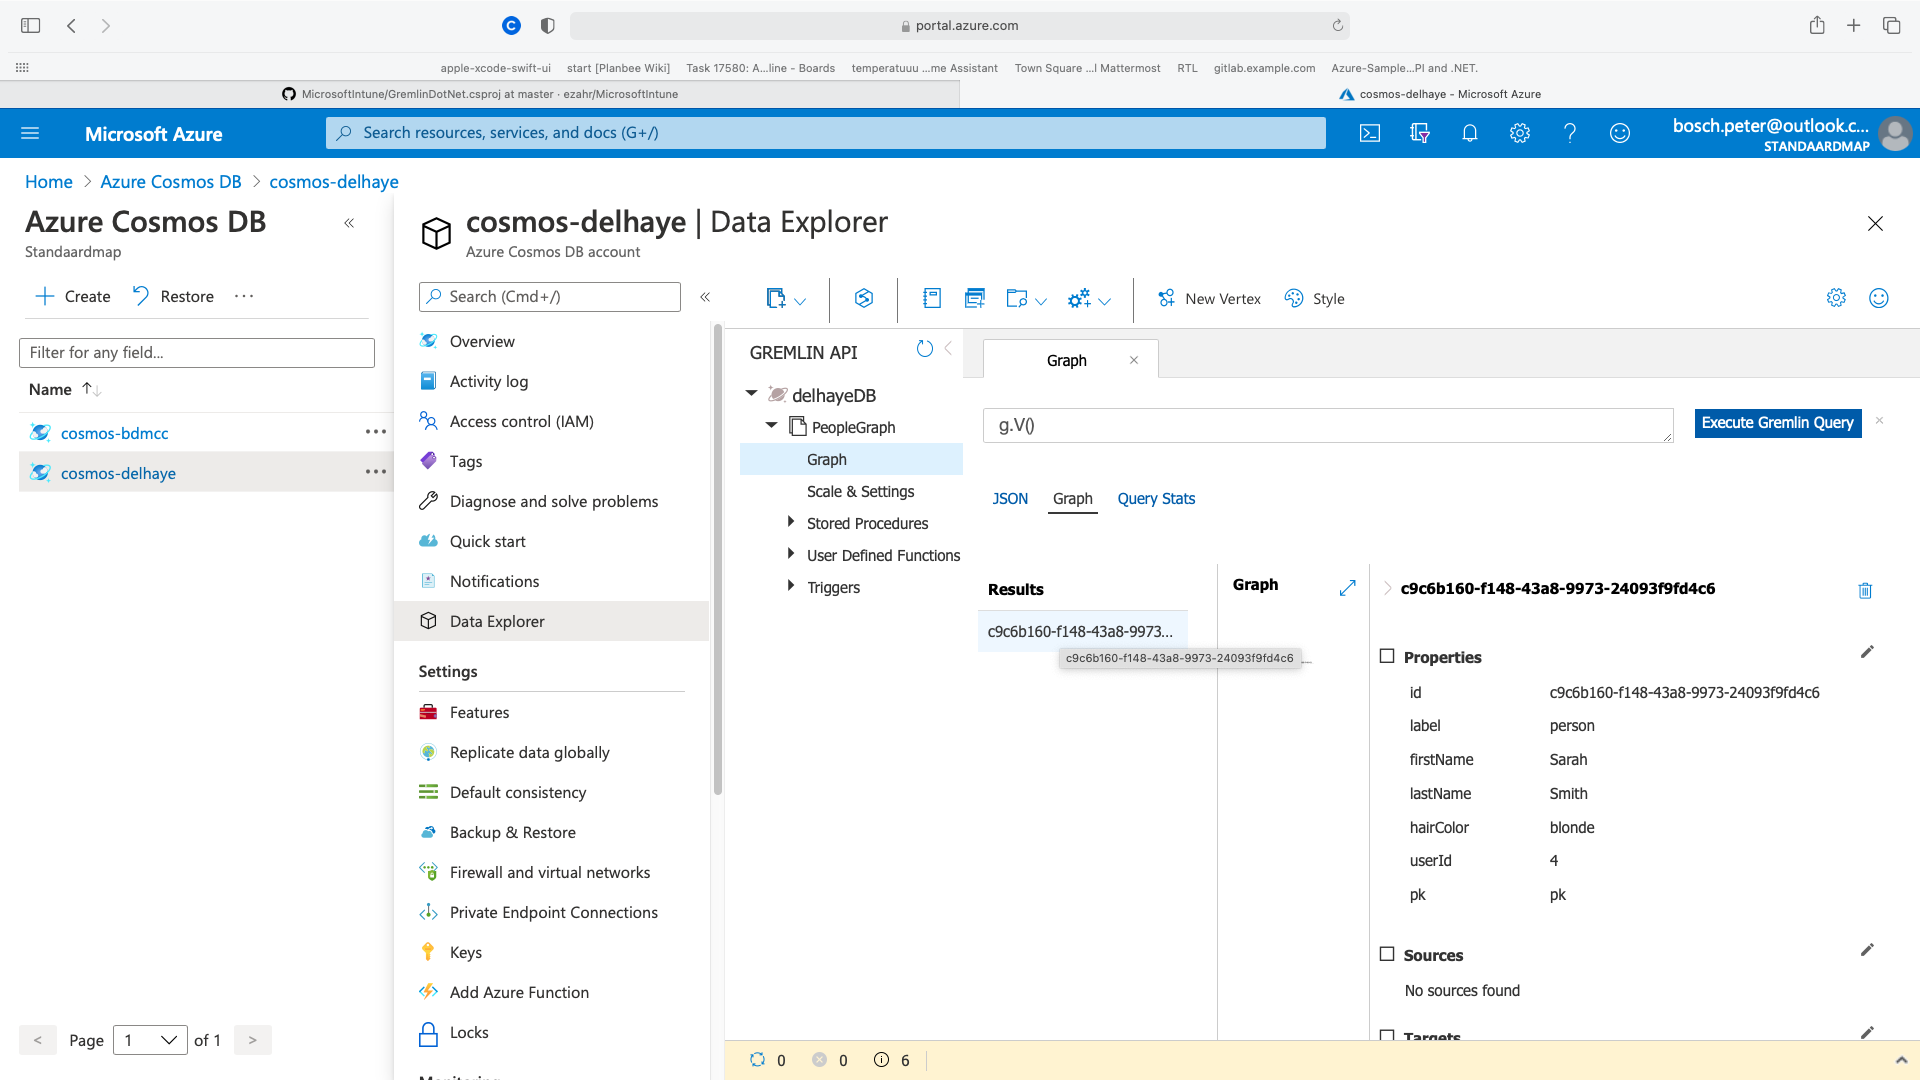 portal.azure.com
apple-xcode-swift-ui
start [Planbee Wiki]
Task 17580: A...line - Boards
temperatuuu ...me Assistant
Town Square ...l Mattermost
RTL
gitlab.example.com
Azure-Sample...PI and .NET.
MicrosoftIntune/GremlinDotNet.csproj at master · ezahr/MicrosoftIntune
cosmos-delhaye - Microsoft Azure
Microsoft Azure
Search resources, services, and docs (G+/)
bosch.peter@outlook.c...
STANDAARDMAP
Home > Azure Cosmos DB > cosmos-delhaye
Azure Cosmos DB
Standaardmap
Create
Restore
Filter for any field...
Name
cosmos-bdmcc
cosmos-delhaye
< Page 1 of 1 >
cosmos-delhaye | Data Explorer
Azure Cosmos DB account
Search (Cmd+/)
Overview
Activity log
Access control (IAM)
Tags
Diagnose and solve problems
Quick start
Notifications
Data Explorer
Settings
Features
Replicate data globally
Default consistency
Backup & Restore
Firewall and virtual networks
Private Endpoint Connections
Keys
Add Azure Function
Locks
Monitoring
New Vertex
Style
GREMLIN API
delhayeDB
PeopleGraph
Graph
Scale & Settings
Stored Procedures
User Defined Functions
Triggers
Graph
g.V()
Execute Gremlin Query
JSON
Graph
Query Stats
Results
c9c6b160-f148-43a8-9973...
c9c6b160-f148-43a8-9973-24093f9fd4c6
Graph
c9c6b160-f148-43a8-9973-24093f9fd4c6
Properties
id c9c6b160-f148-43a8-9973-24093f9fd4c6
label person
firstName Sarah
lastName Smith
hairColor blonde
userId 4
pk pk
Sources
No sources found
Targets
0 0 6